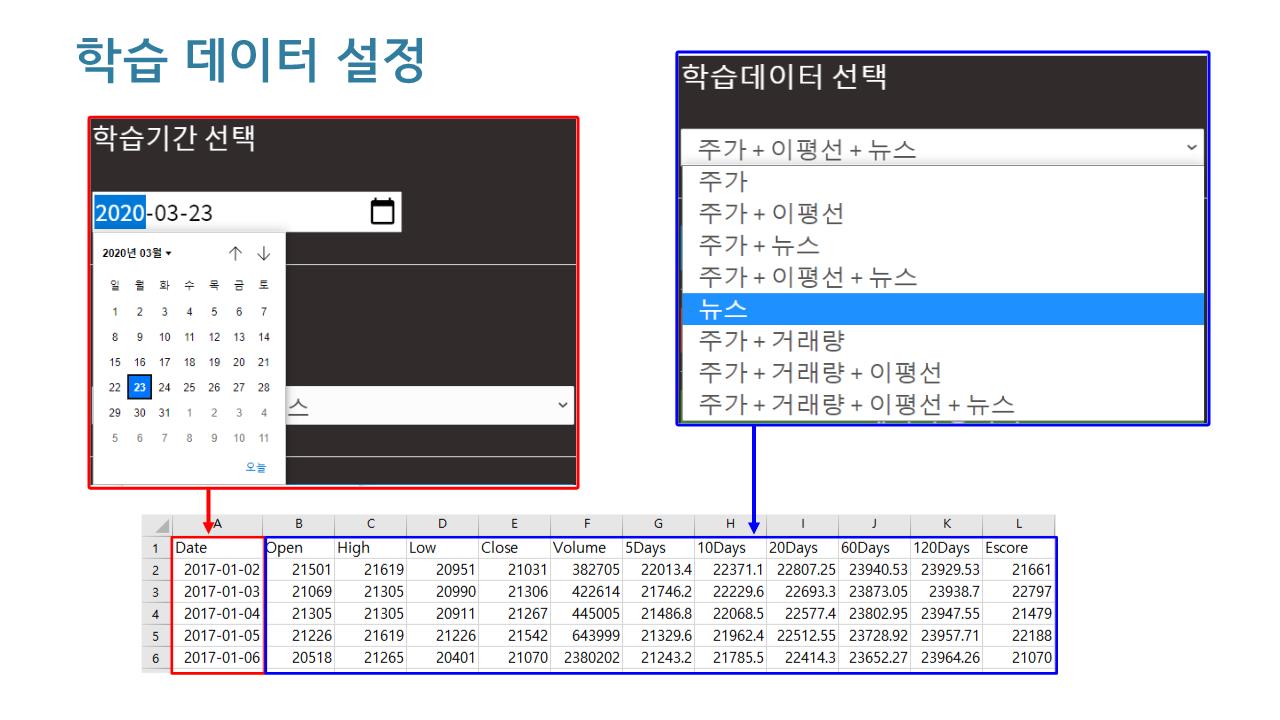 학습 데이터 설정
학습기간 선택
2020-03-23
2020년 03월
일 월 화 수 목 금 토
1 2 3 4 5 6 7
8 9 10 11 12 13 14
15 16 17 18 19 20 21
22 23 24 25 26 27 28
29 30 31 1 2 3 4
5 6 7 8 9 10 11
오늘
스
학습데이터 선택
주가 + 이평선 + 뉴스
주가
주가 + 이평선
주가 + 뉴스
주가 + 이평선 + 뉴스
뉴스
주가 + 거래량
주가 + 거래량 + 이평선
주가 + 거래량 + 이평선 + 뉴스
A B C D E F G H I J K L
1 Date Open High Low Close Volume 5Days 10Days 20Days 60Days 120Days Escore
2 2017-01-02 21501 21619 20951 21031 382705 22013.4 22371.1 22807.25 23940.53 23929.53 21661
3 2017-01-03 21069 21305 20990 21306 422614 21746.2 22229.6 22693.3 23873.05 23938.7 22797
4 2017-01-04 21305 21305 20911 21267 445005 21486.8 22068.5 22577.4 23802.95 23947.55 21479
5 2017-01-05 21226 21619 21226 21542 643999 21329.6 21962.4 22512.55 23728.92 23957.71 22188
6 2017-01-06 20518 21265 20401 21070 2380202 21243.2 21785.5 22414.3 23652.27 23964.26 21070